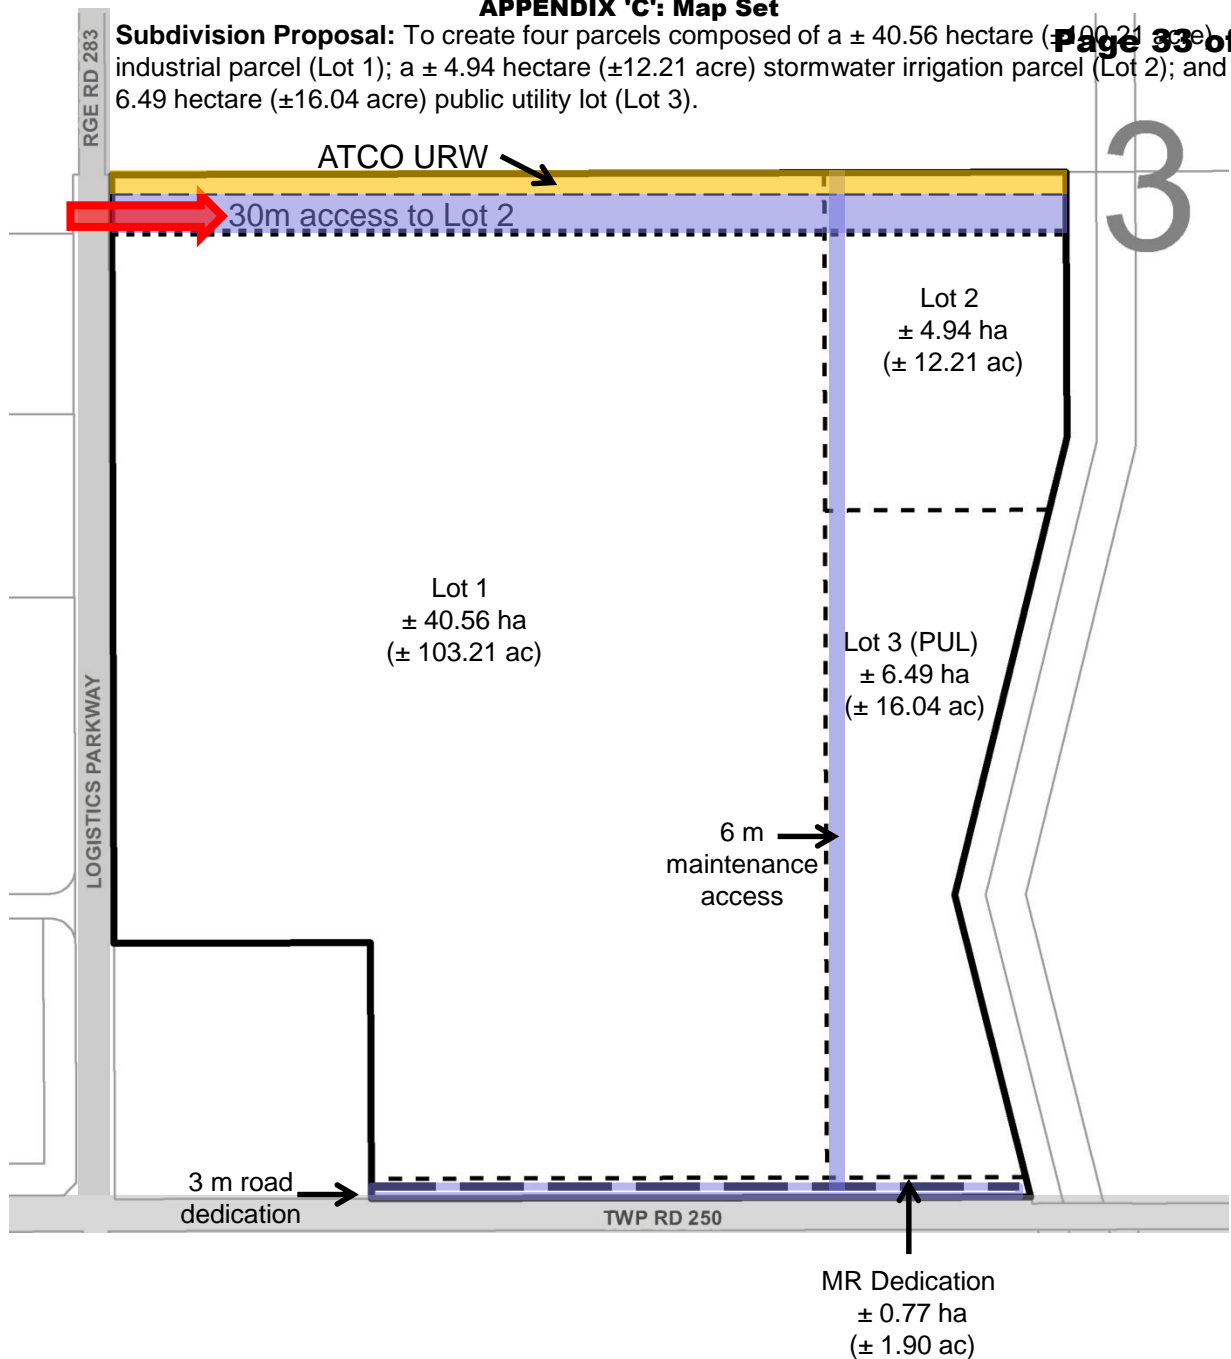 APPENDIX 'C': Map Set
Page 33 of
Subdivision Proposal: To create four parcels composed of a ± 40.56 hectare (±100.21 acre)
industrial parcel (Lot 1); a ± 4.94 hectare (±12.21 acre) stormwater irrigation parcel (Lot 2); and
6.49 hectare (±16.04 acre) public utility lot (Lot 3).
RGE RD 283
ATCO URW
3
30m access to Lot 2
Lot 2
± 4.94 ha
(± 12.21 ac)
Lot 1
± 40.56 ha
(± 103.21 ac)
Lot 3 (PUL)
± 6.49 ha
(± 16.04 ac)
LOGISTICS PARKWAY
6 m
maintenance
access
3 m road
dedication
TWP RD 250
MR Dedication
± 0.77 ha
(± 1.90 ac)